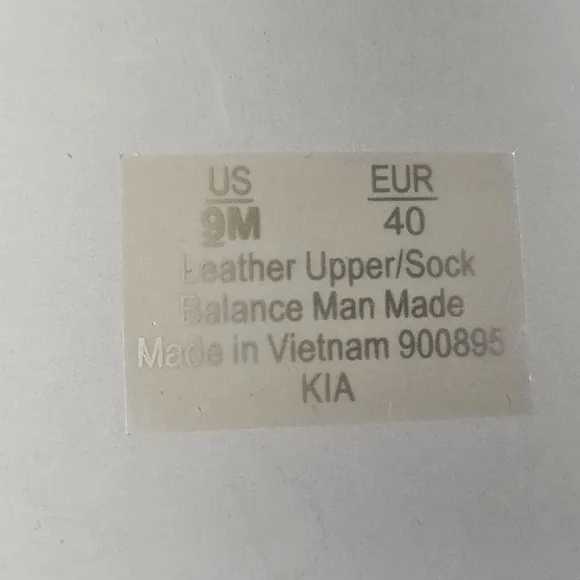 US EUR
9M 40
Leather Upper/Sock
Balance Man Made
Made in Vietnam 900895
KIA